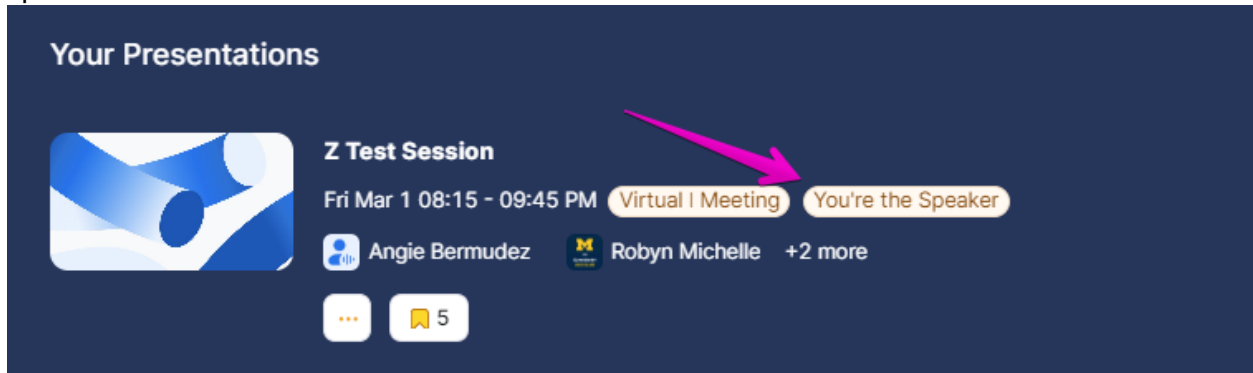 Your Presentations
Z Test Session
Fri Mar 1 08:15 - 09:45 PM Virtual | Meeting You're the Speaker
Angie Bermudez Robyn Michelle +2 more
... 5